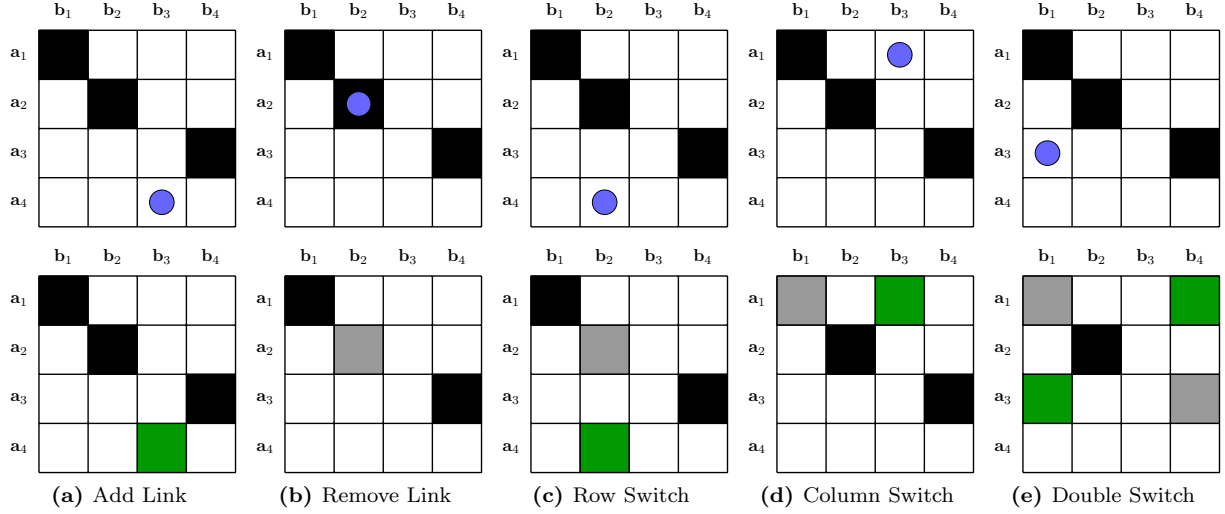 b1 b2 b3 b4 b1 b2 b3 b4 b1 b2 b3 b4 b1 b2 b3 b4 b1 b2 b3 b4
a1 a1 a1 a1 a1
a2 a2 a2 a2 a2
a3 a3 a3 a3 a3
a4 a4 a4 a4 a4
b1 b2 b3 b4 b1 b2 b3 b4 b1 b2 b3 b4 b1 b2 b3 b4 b1 b2 b3 b4
a1 a1 a1 a1 a1
a2 a2 a2 a2 a2
a3 a3 a3 a3 a3
a4 a4 a4 a4 a4
(a) Add Link (b) Remove Link (c) Row Switch (d) Column Switch (e) Double Switch